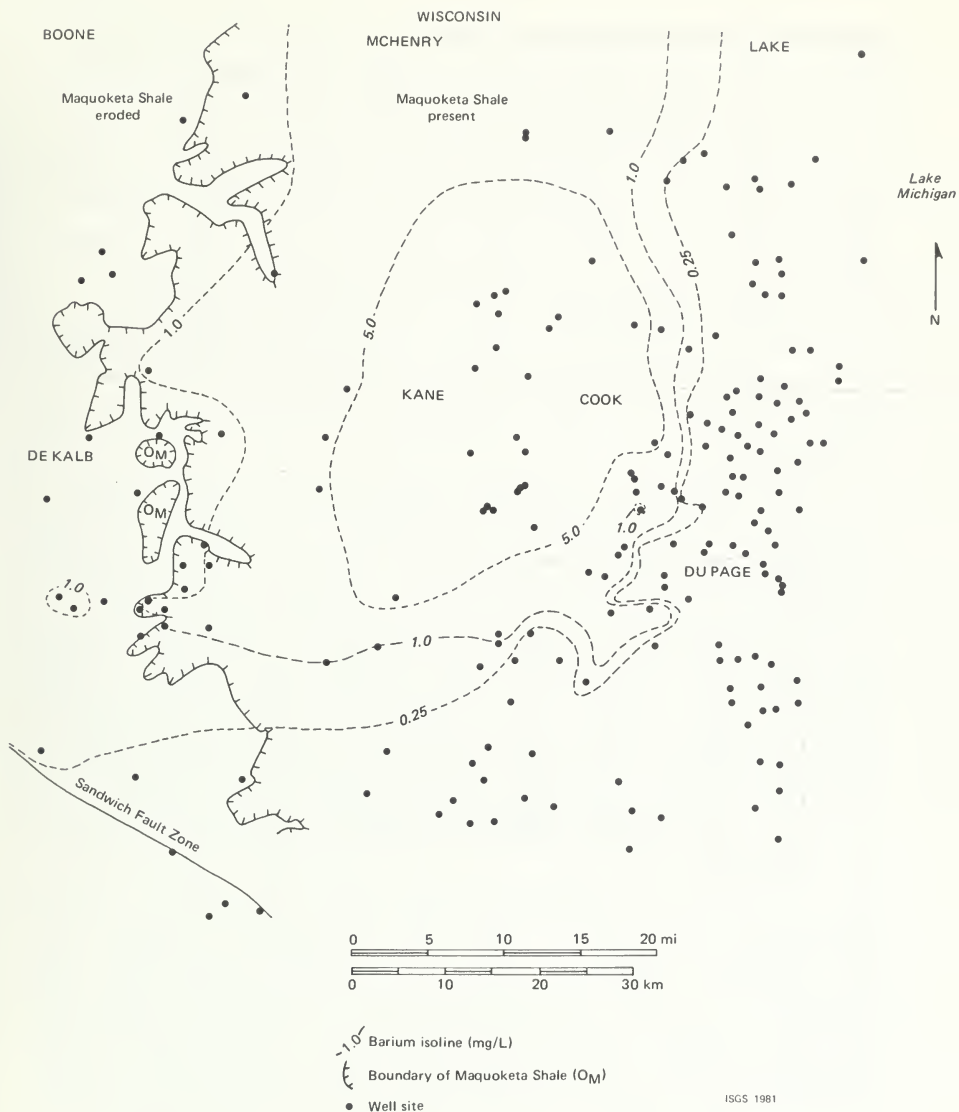 WISCONSIN
BOONE
MCHENRY
LAKE
Maquoketa Shale
eroded
Maquoketa Shale
present
Lake
Michigan
N
1.0
0.25
1.0
5.0
KANE
COOK
DE KALB
OM
OM
1.0
5.0
1.0
DU PAGE
1.0
0.25
Sandwich Fault Zone
0 5 10 15 20 mi
0 10 20 30 km
1.0 Barium isoline (mg/L)
Boundary of Maquoketa Shale (OM)
Well site
ISGS 1981